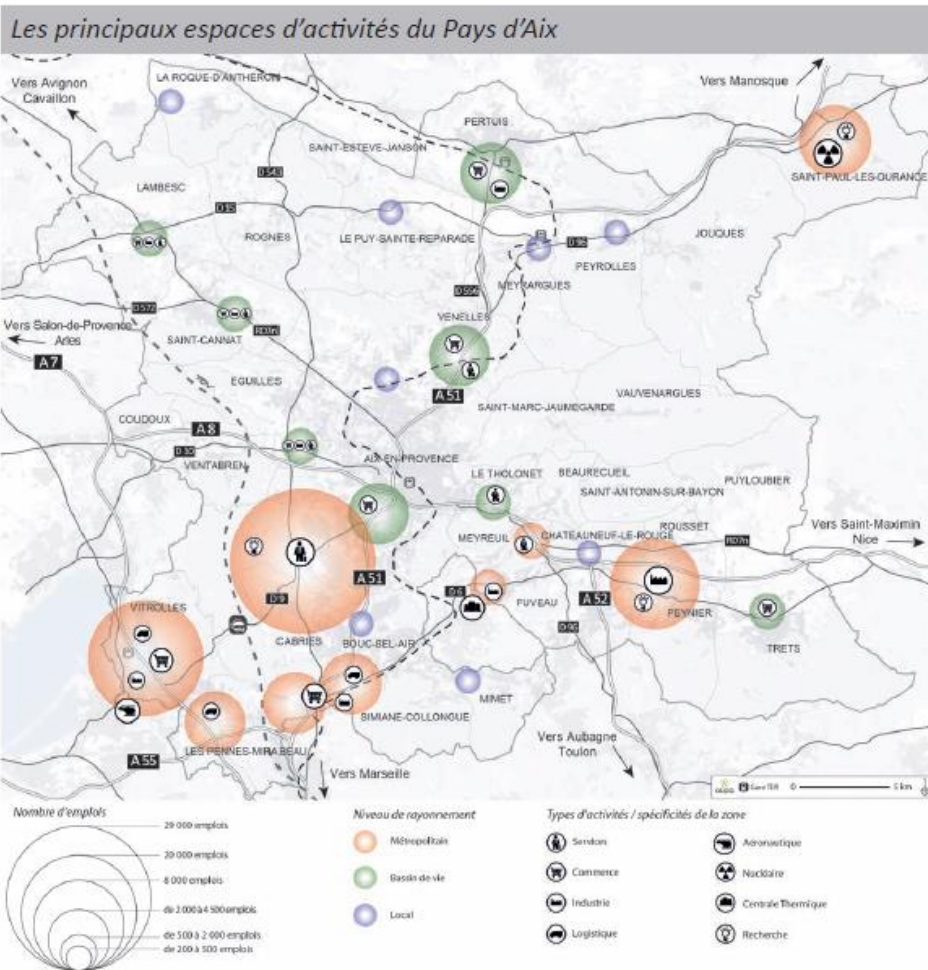 Les principaux espaces d'activités du Pays d'Aix
Vers Avignon
Cavaillon
LA ROQUE-D'ANTHERON
Vers Manosque
PERTUIS
SAINT-ESTEVE-JANSON
SAINT-PAUL-LES-DURANCE
D543
LAMBESC
D15
ROGNES
LE PUY-SAINTE-REPARADE
D96
JOUQUES
PEYROLLES
MEYRARGUES
D556
D572
VENELLES
Vers Salon-de-Provence
Arles
SAINT-CANNAT
RD7n
A7
EGUILLES
A51
VAUVENARGUES
SAINT-MARC-JAUMEGARDE
COUDOUX
A8
D10
VENTABREN
AIX-EN-PROVENCE
LE THOLONET
BEAURECUEIL
SAINT-ANTONIN-SUR-BAYON
PUYLOUBIER
ROUSSET
Vers Saint-Maximin
Nice
MEYREUIL
CHATEAUNEUF-LE-ROUGE
RD7n
A51
D6
A52
D9
FUVEAU
PEYNIER
VITROLLES
D96
CABRIES
BOUC-BEL-AIR
TRETS
MIMET
SIMIANE-COLLONGUE
LES PENNES-MIRABEAU
Vers Aubagne
Toulon
A55
Vers Marseille
Gare TER
0
5 km
Nombre d'emplois
29 000 emplois
20 000 emplois
8 000 emplois
de 2 000 à 4 500 emplois
de 500 à 2 000 emplois
de 200 à 500 emplois
Niveau de rayonnement
Métropolitain
Bassin de vie
Local
Types d'activités / spécificités de la zone
Services
Commerce
Industrie
Logistique
Aéronautique
Nucléaire
Centrale Thermique
Recherche